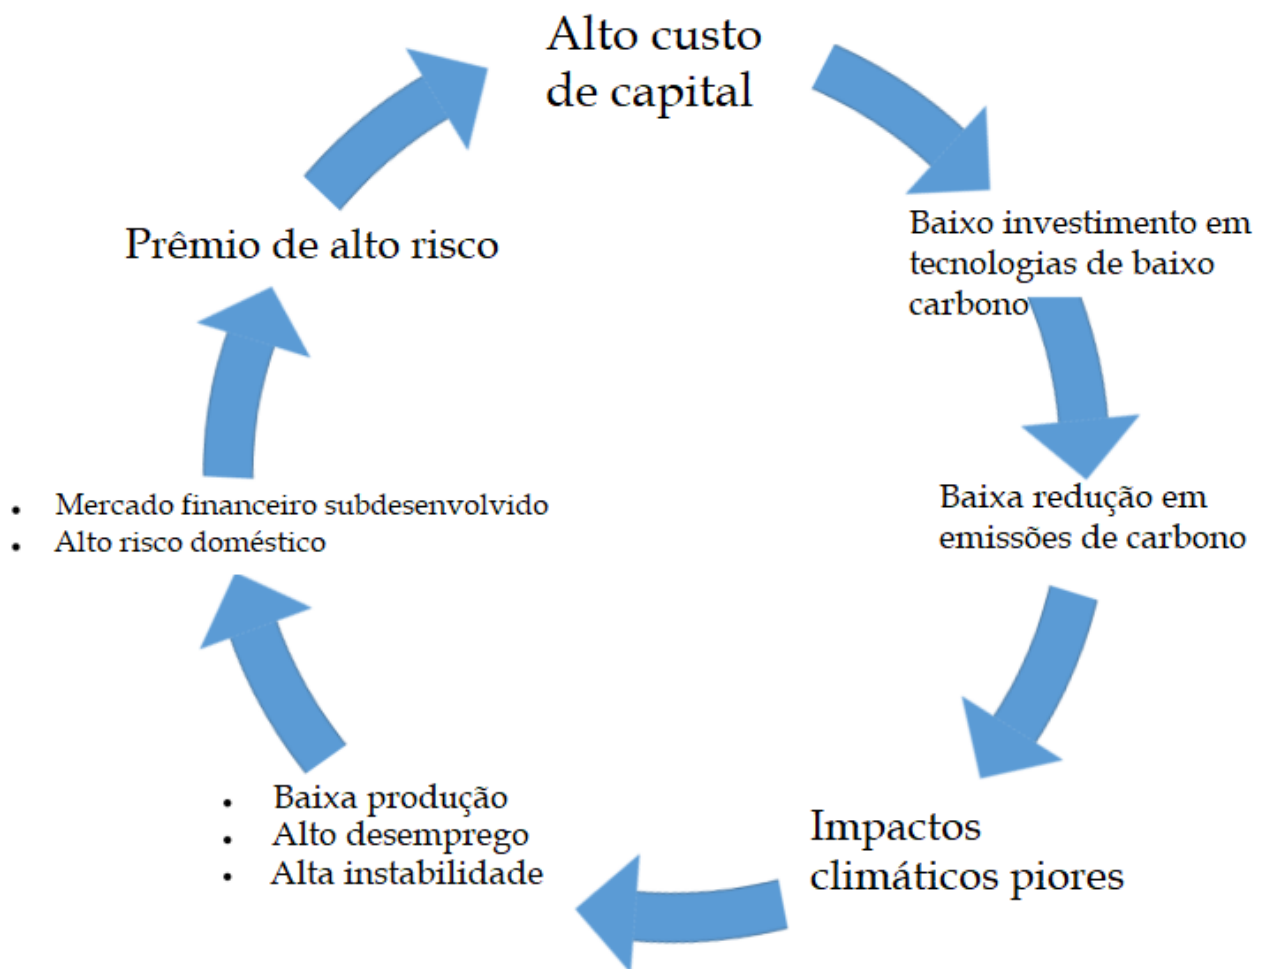 Alto custo
de capital
Baixo investimento em
tecnologias de baixo
carbono
Baixa redução em
emissões de carbono
Impactos
climáticos piores
• Baixa produção
• Alto desemprego
• Alta instabilidade
• Mercado financeiro subdesenvolvido
• Alto risco doméstico
Prêmio de alto risco